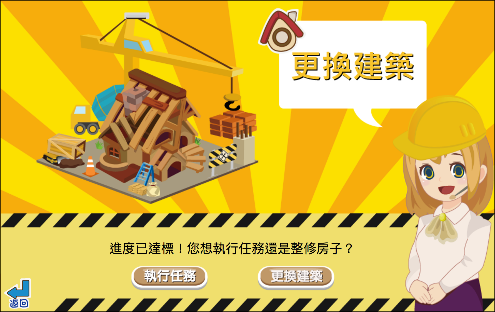 更換建築
進度已達標！您想執行任務還是整修房子？
執行任務
更換建築
返回